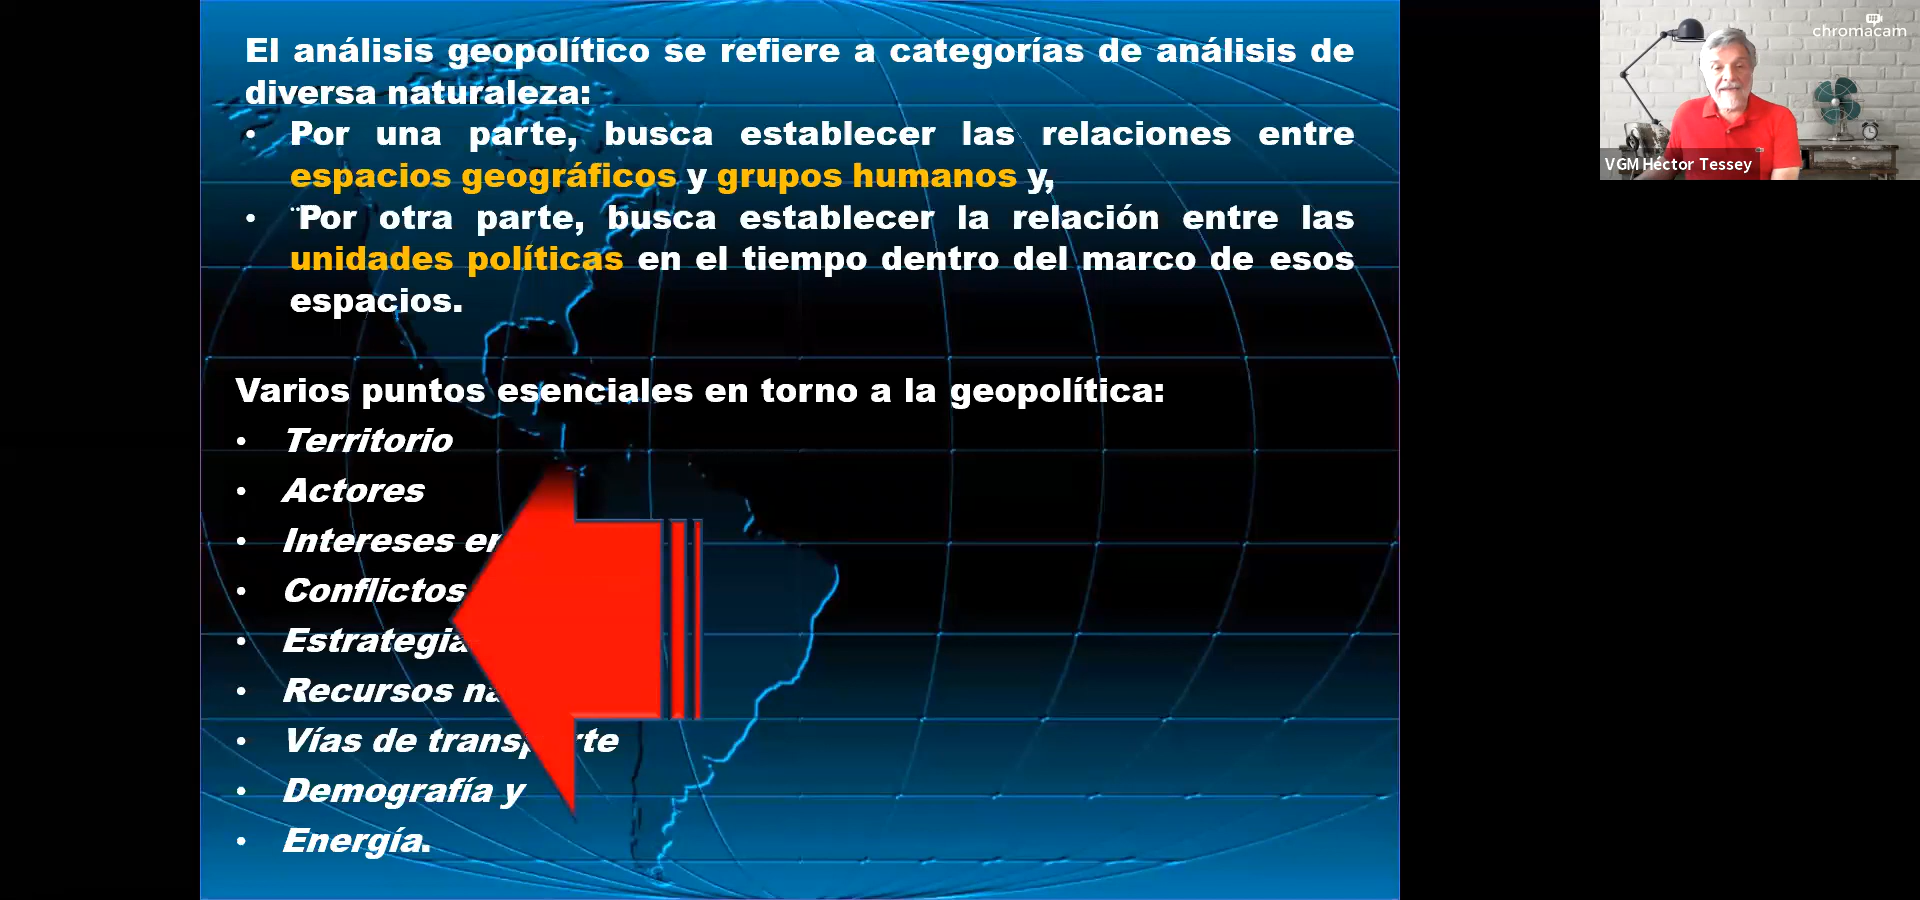 El análisis geopolítico se refiere a categorías de análisis de
diversa naturaleza:
• Por una parte, busca establecer las relaciones entre
espacios geográficos y grupos humanos y,
• ¨Por otra parte, busca establecer la relación entre las
unidades políticas en el tiempo dentro del marco de esos
espacios.
Varios puntos esenciales en torno a la geopolítica:
• Territorio
• Actores
• Intereses
• Conflictos
• Estrategia
• Recursos
• Vías de transporte
• Demografía y
• Energía.
chromacam
VGM Héctor Tessey